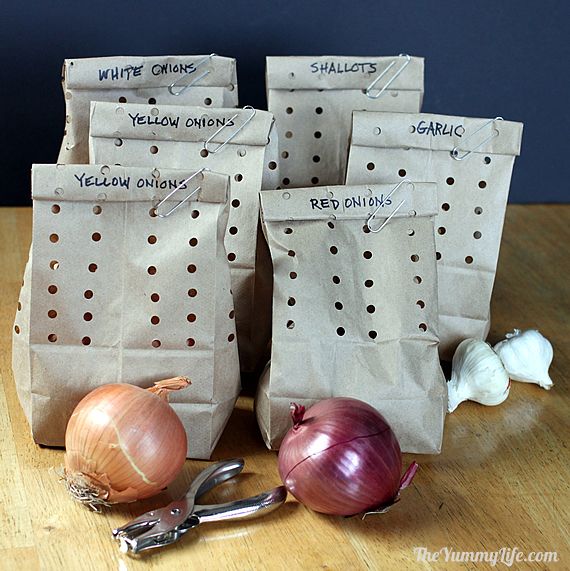 WHITE ONIONS
SHALLOTS
YELLOW ONIONS
GARLIC
YELLOW ONIONS
RED ONIONS
TheYummyLife.com